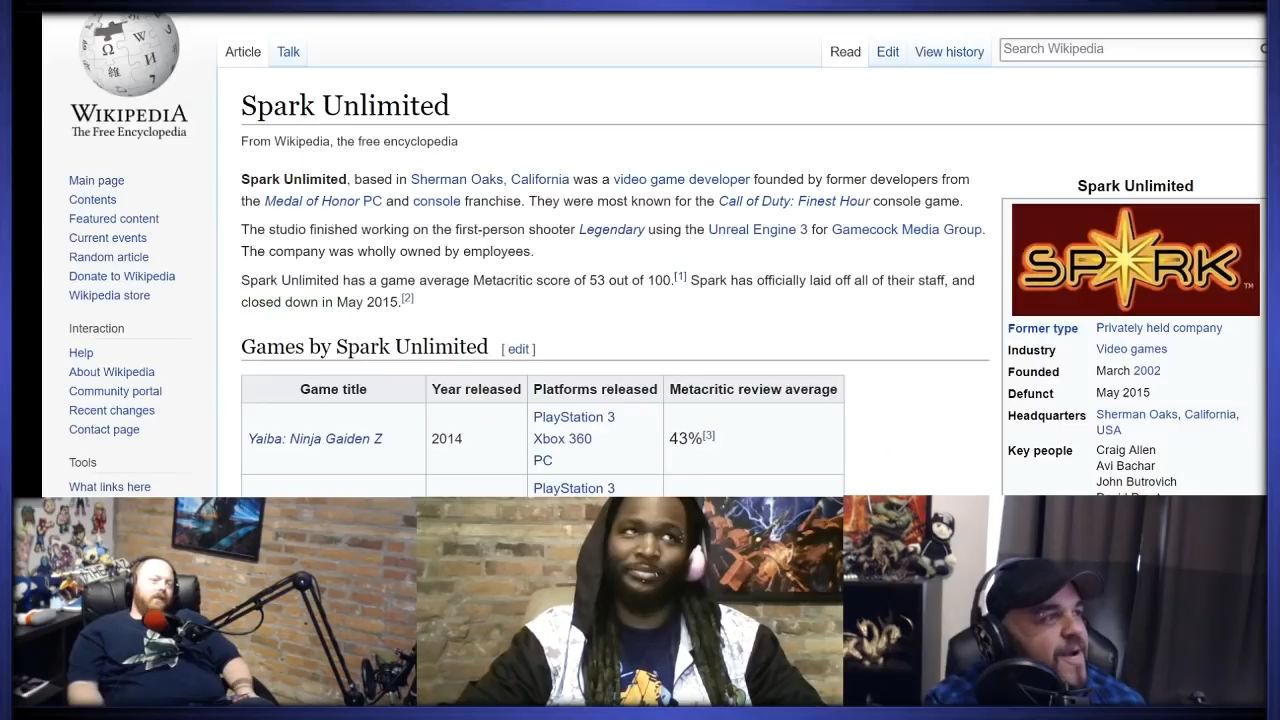 Article
Talk
Read
Edit
View history
Search Wikipedia
WIKIPEDIA
The Free Encyclopedia
Main page
Contents
Featured content
Current events
Random article
Donate to Wikipedia
Wikipedia store
Interaction
Help
About Wikipedia
Community portal
Recent changes
Contact page
Tools
What links here
Spark Unlimited
From Wikipedia, the free encyclopedia
Spark Unlimited, based in Sherman Oaks, California was a video game developer founded by former developers from
the Medal of Honor PC and console franchise. They were most known for the Call of Duty: Finest Hour console game.
The studio finished working on the first-person shooter Legendary using the Unreal Engine 3 for Gamecock Media Group.
The company was wholly owned by employees.
Spark Unlimited has a game average Metacritic score of 53 out of 100.[1] Spark has officially laid off all of their staff, and
closed down in May 2015.[2]
Games by Spark Unlimited [ edit ]
Game title Year released Platforms released Metacritic review average
Yaiba: Ninja Gaiden Z 2014 PlayStation 3
Xbox 360
PC
43%[3]
PlayStation 3
Spark Unlimited
SPARK TM
Former type Privately held company
Industry Video games
Founded March 2002
Defunct May 2015
Headquarters Sherman Oaks, California,
USA
Key people Craig Allen
Avi Bachar
John Butrovich